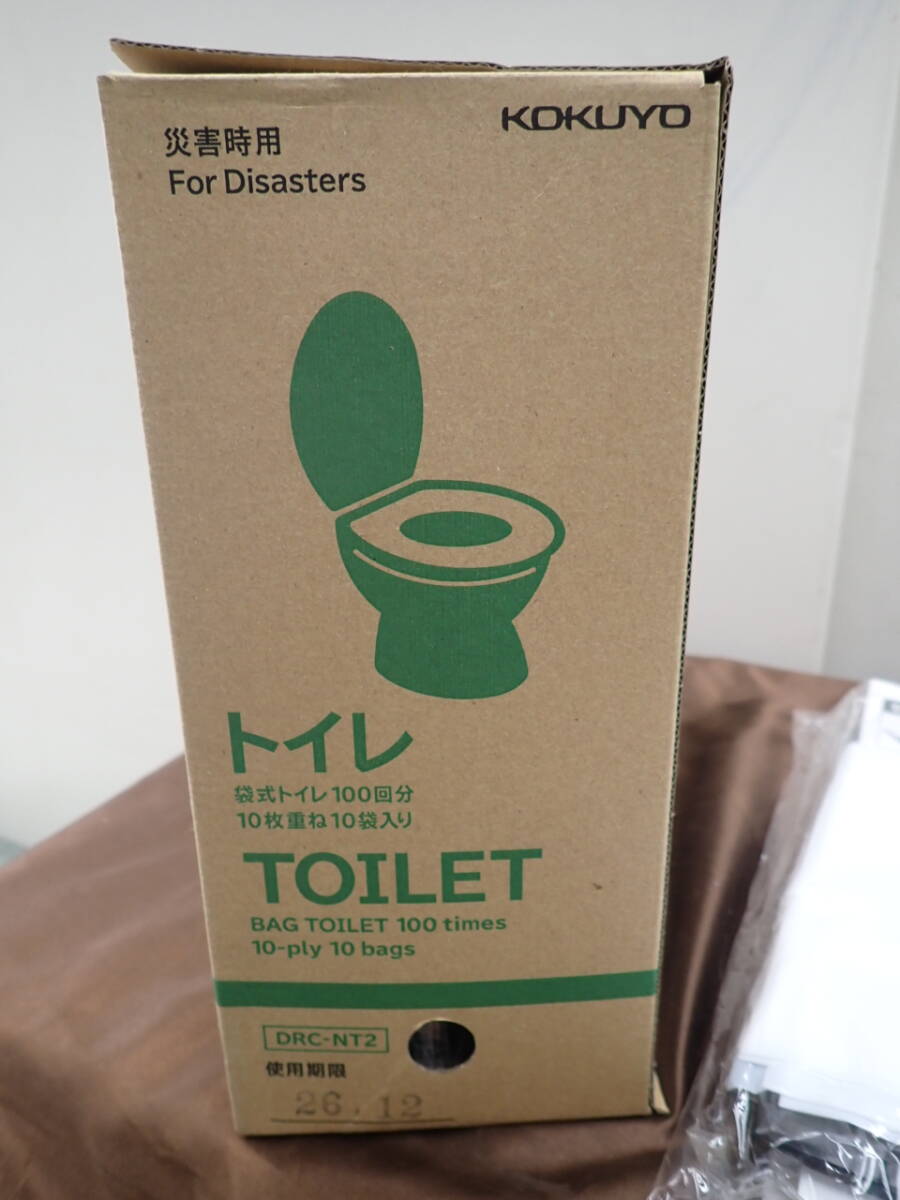 KOKUYO
災害時用
For Disasters
トイレ
袋式トイレ100回分
10枚重ね10袋入り
TOILET
BAG TOILET 100 times
10-ply 10 bags
DRC-NT2
使用期限
26.12